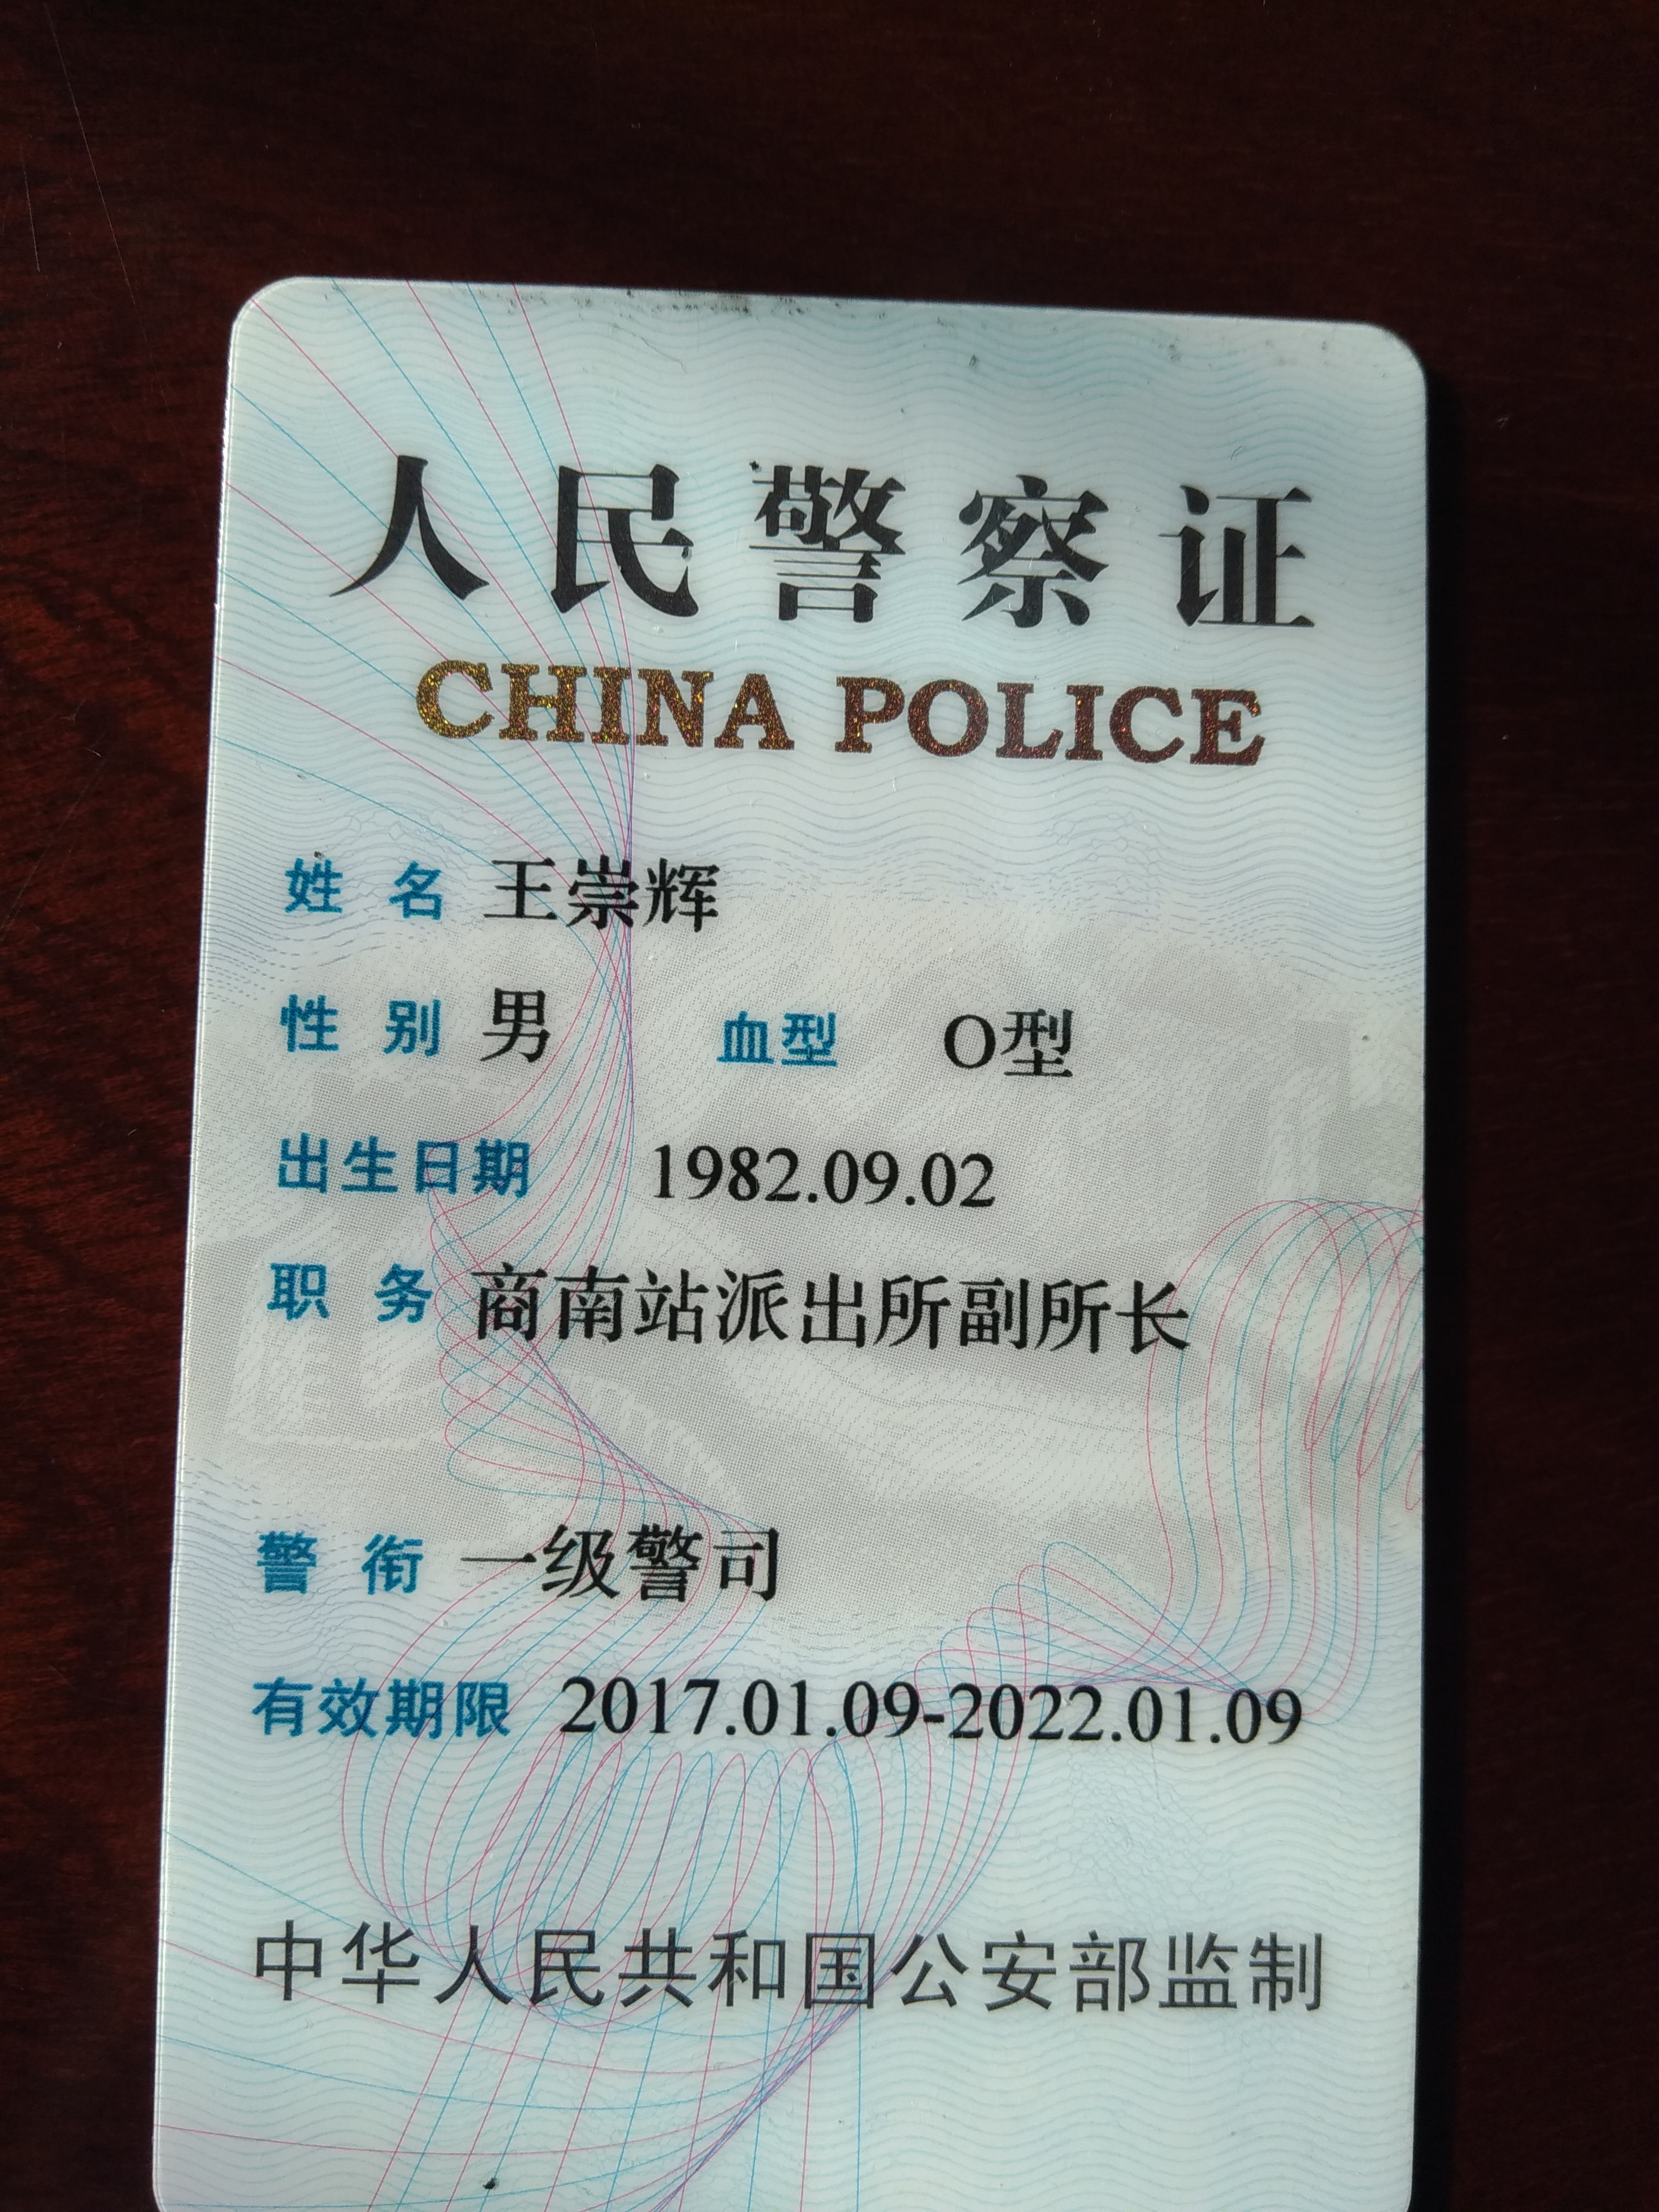 人民警察证
CHINA POLICE
姓名 王崇辉
性别 男 血型 O型
出生日期 1982.09.02
职务 商南站派出所副所长
警衔 一级警司
有效期限 2017.01.09-2022.01.09
中华人民共和国公安部监制